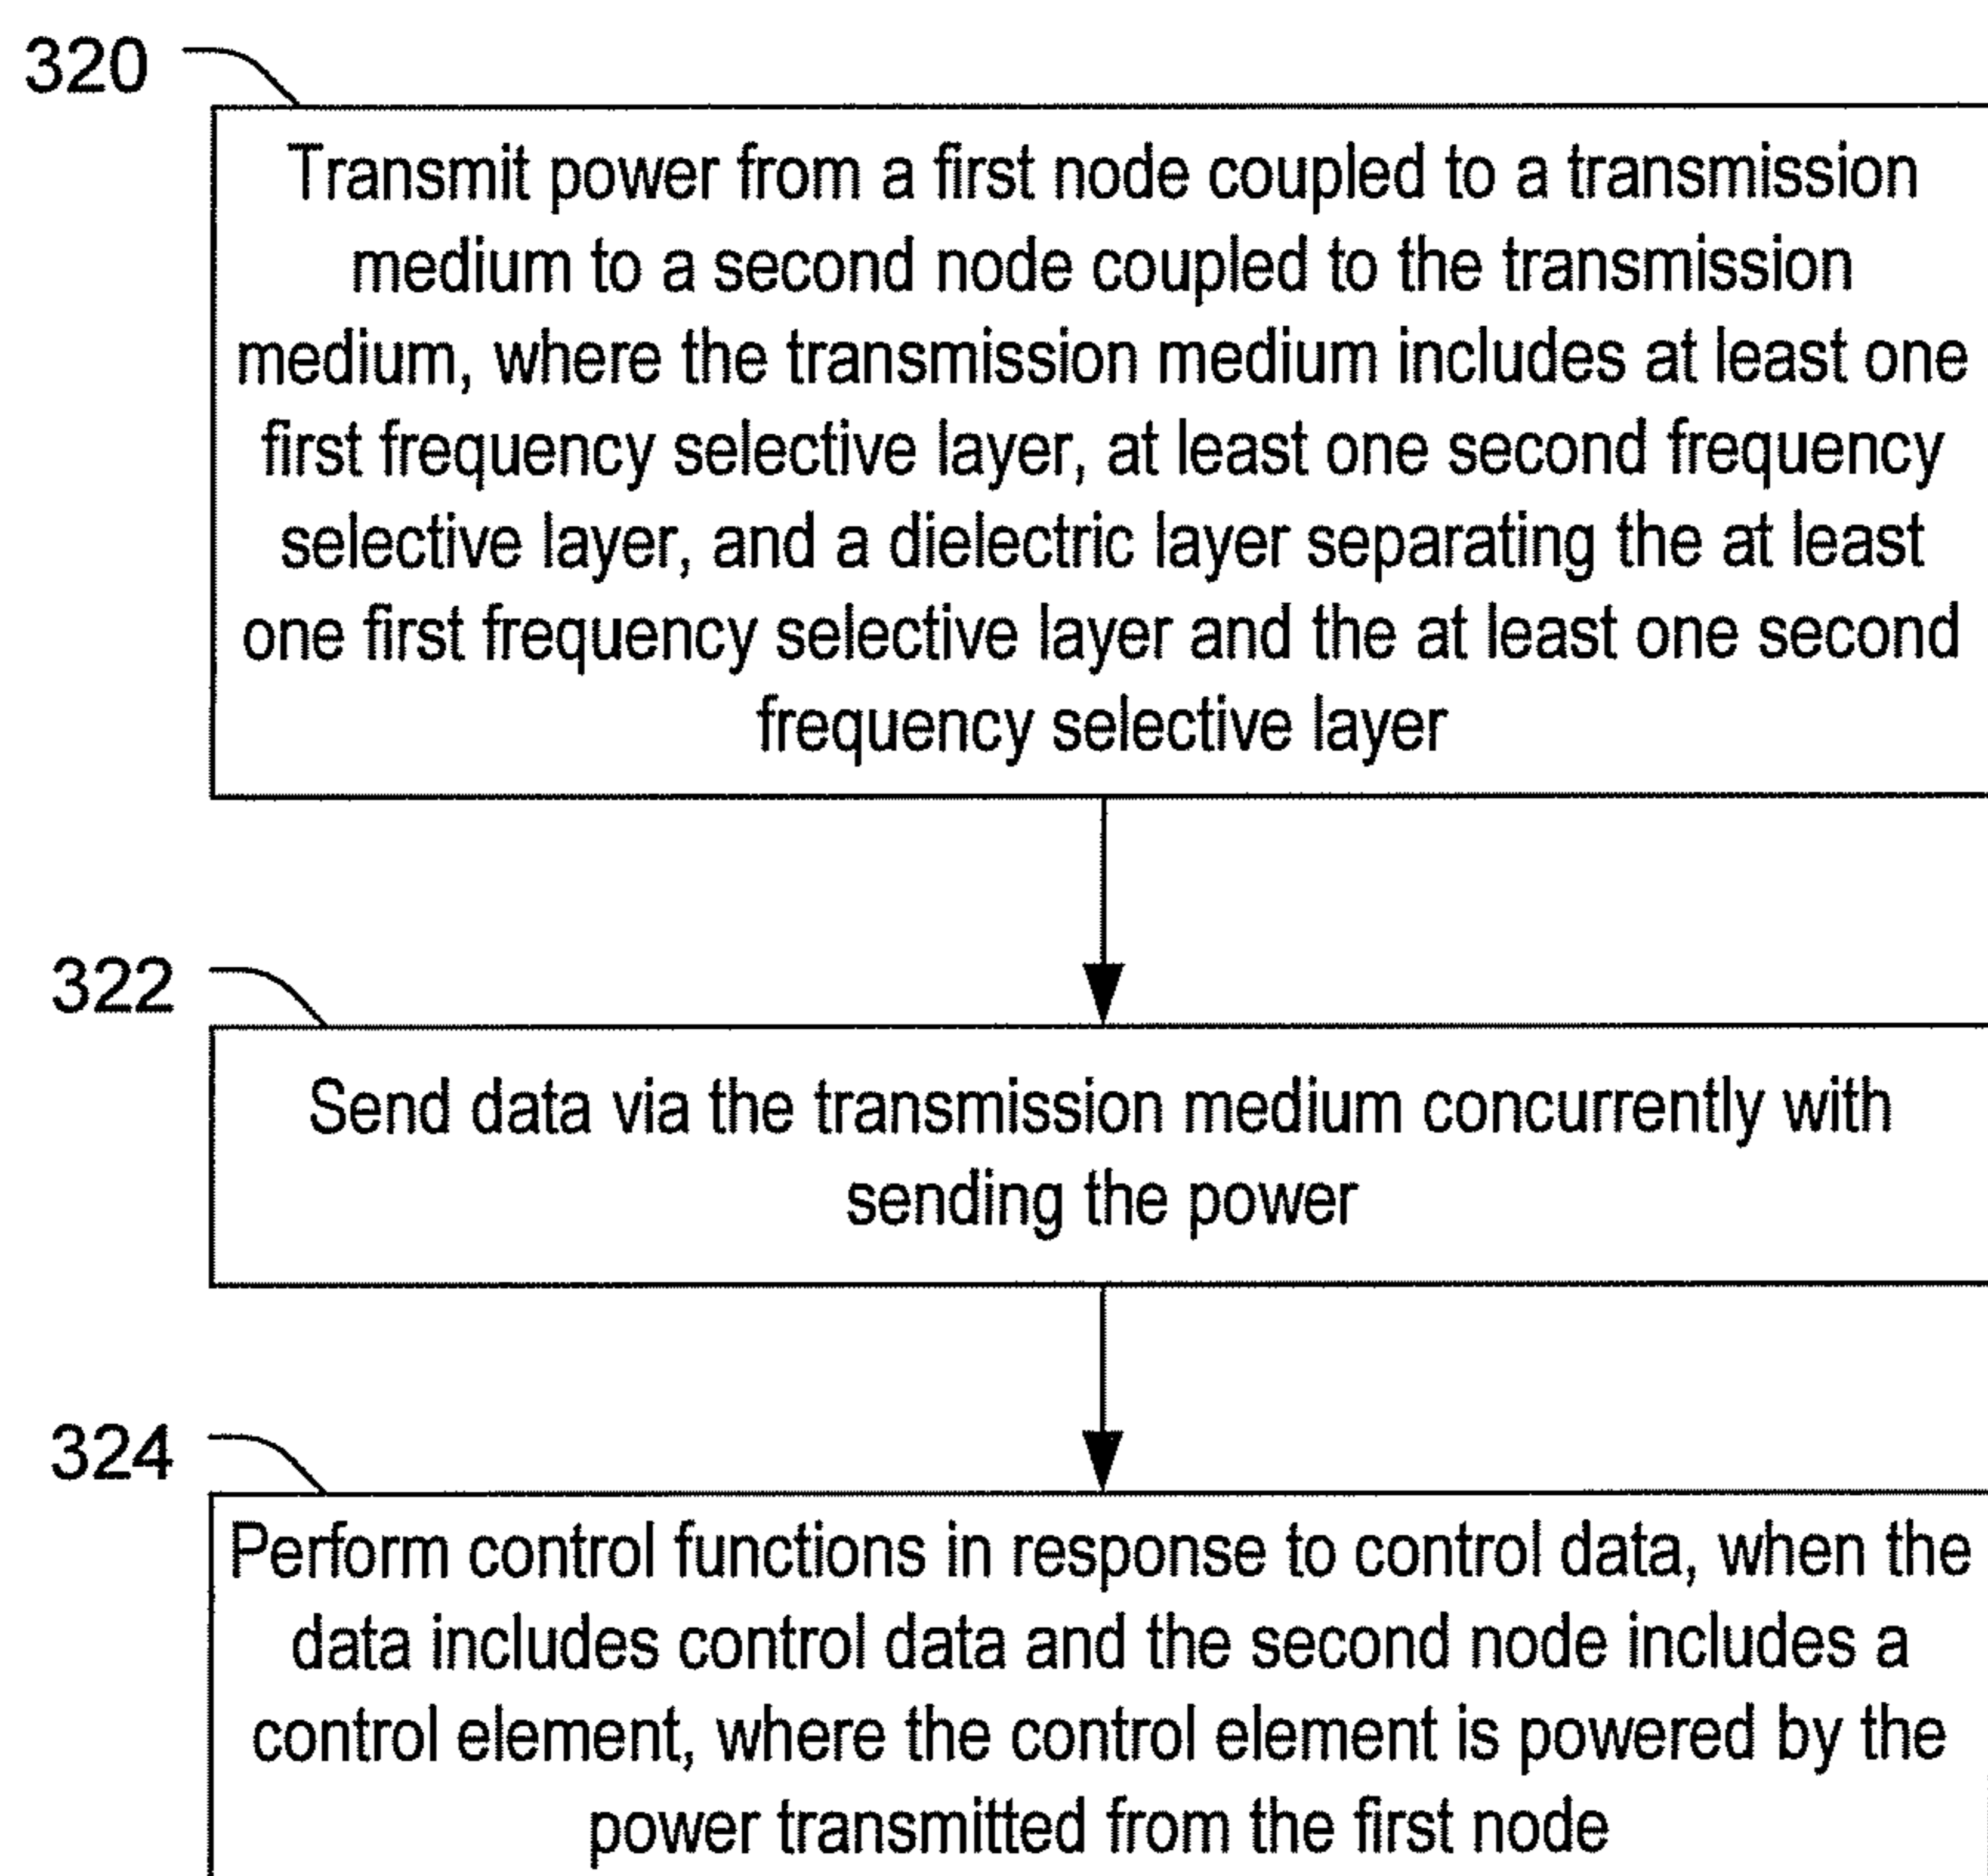 320
Transmit power from a first node coupled to a transmission
medium to a second node coupled to the transmission
medium, where the transmission medium includes at least one
first frequency selective layer, at least one second frequency
selective layer, and a dielectric layer separating the at least
one first frequency selective layer and the at least one second
frequency selective layer
322
Send data via the transmission medium concurrently with
sending the power
324
Perform control functions in response to control data, when the
data includes control data and the second node includes a
control element, where the control element is powered by the
power transmitted from the first node